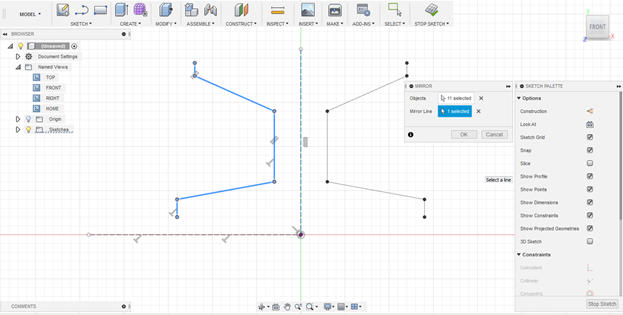 MODEL
SKETCH
CREATE
MODIFY
ASSEMBLE
CONSTRUCT
INSPECT
INSERT
MAKE
ADD-INS
SELECT
STOP SKETCH
BROWSER
(Unsaved)
Document Settings
Named Views
TOP
FRONT
RIGHT
HOME
Origin
Sketches
FRONT
Z
X
MIRROR
Objects 11 selected
Mirror Line 1 selected
OK Cancel
Select a line
SKETCH PALETTE
Options
Construction
Look At
Sketch Grid
Snap
Slice
Show Profile
Show Points
Show Dimensions
Show Constraints
Show Projected Geometries
3D Sketch
Constraints
Coincident
Collinear
Concentric
Stop Sketch
COMMENTS